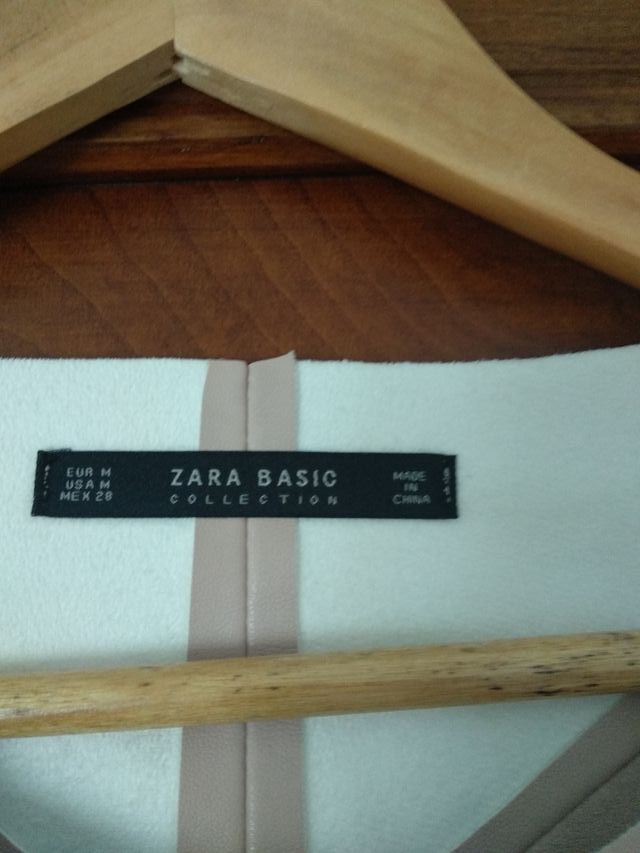 EUR M
USA M
MEX 28
ZARA BASIC
COLLECTION
MADE
IN
CHINA